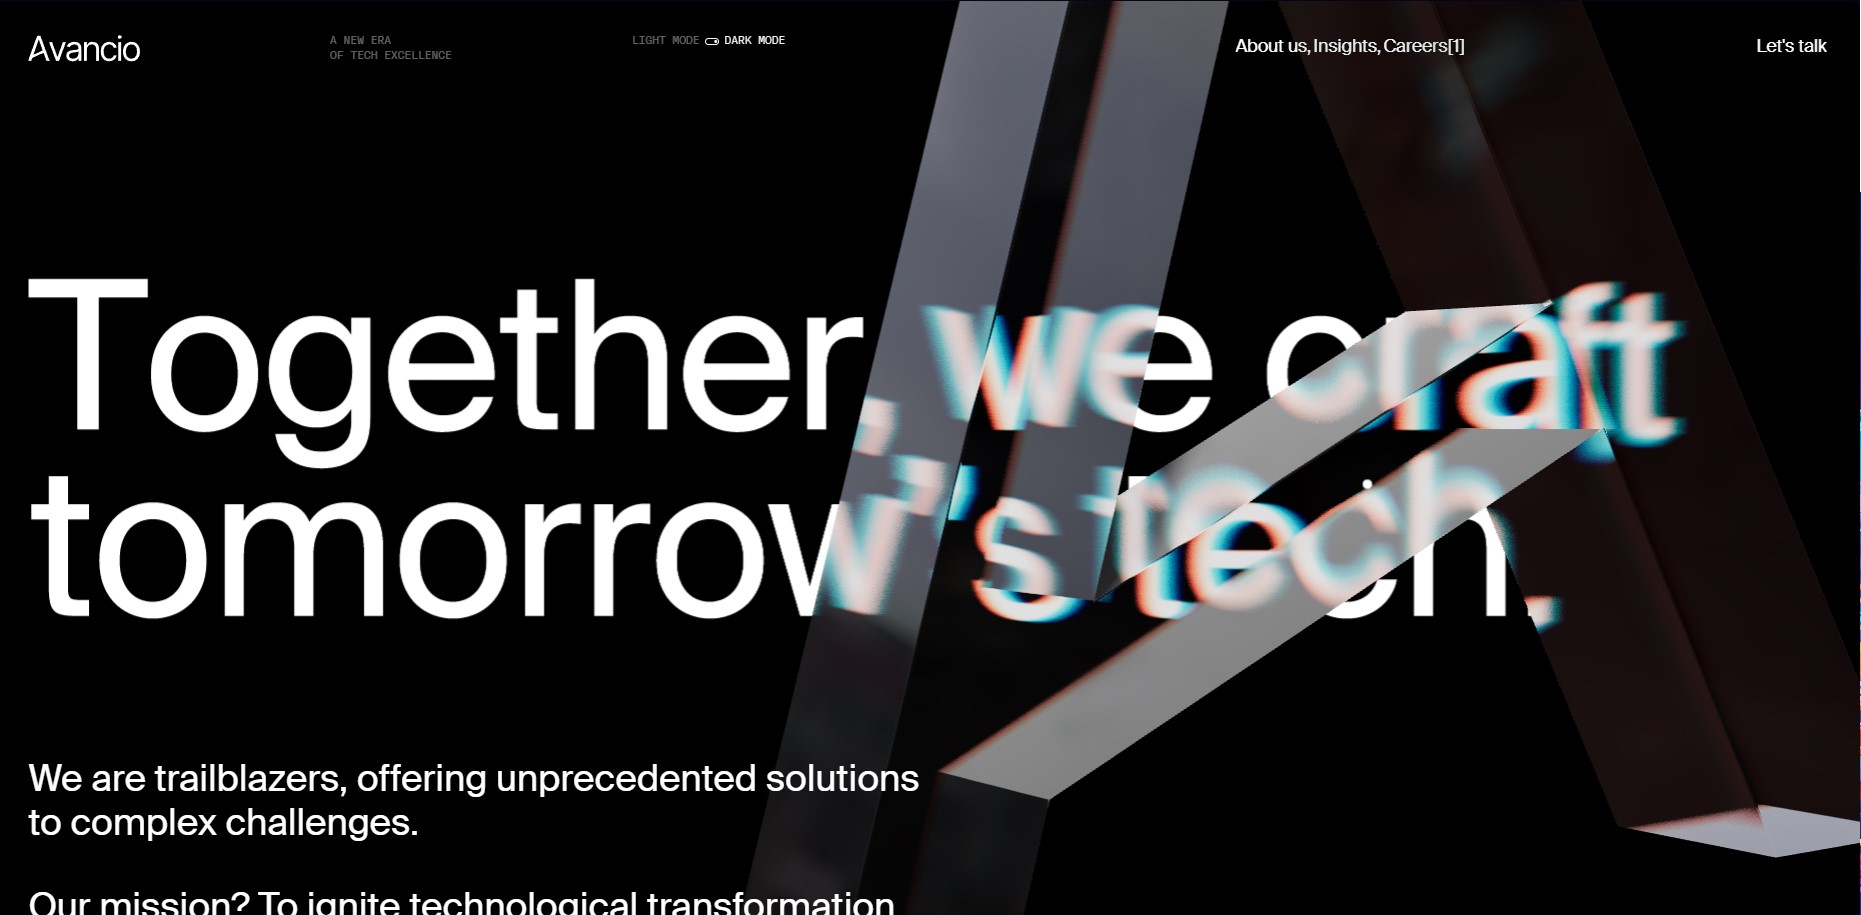 Avancio
A NEW ERA
OF TECH EXCELLENCE
LIGHT MODE DARK MODE
About us, Insights, Careers[1]
Let's talk
Together, we craft
tomorrow's tech.
We are trailblazers, offering unprecedented solutions
to complex challenges.
Our mission? To ignite technological transformation